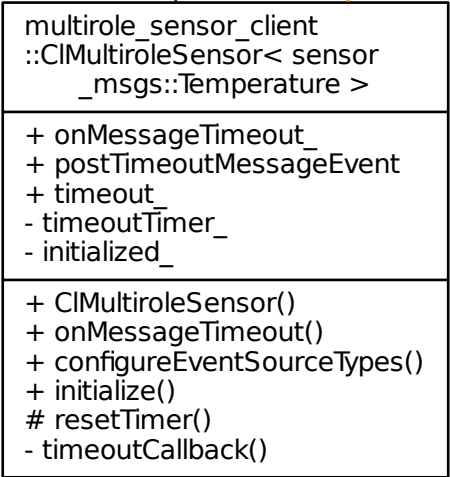 multirole_sensor_client
::ClMultiroleSensor< sensor
_msgs::Temperature >
+ onMessageTimeout_
+ postTimeoutMessageEvent
+ timeout_
- timeoutTimer_
- initialized_
+ ClMultiroleSensor()
+ onMessageTimeout()
+ configureEventSourceTypes()
+ initialize()
# resetTimer()
- timeoutCallback()